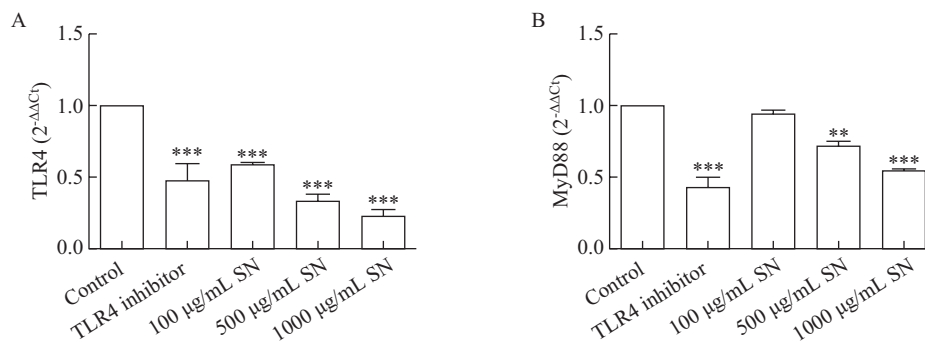 A
TLR4 (2-ΔΔCt)
1.5
1.0
0.5
0.0
***
***
***
***
Control
TLR4 inhibitor
100 μg/mL SN
500 μg/mL SN
1000 μg/mL SN
B
MyD88 (2-ΔΔCt)
1.5
1.0
0.5
0.0
***
**
***
Control
TLR4 inhibitor
100 μg/mL SN
500 μg/mL SN
1000 μg/mL SN